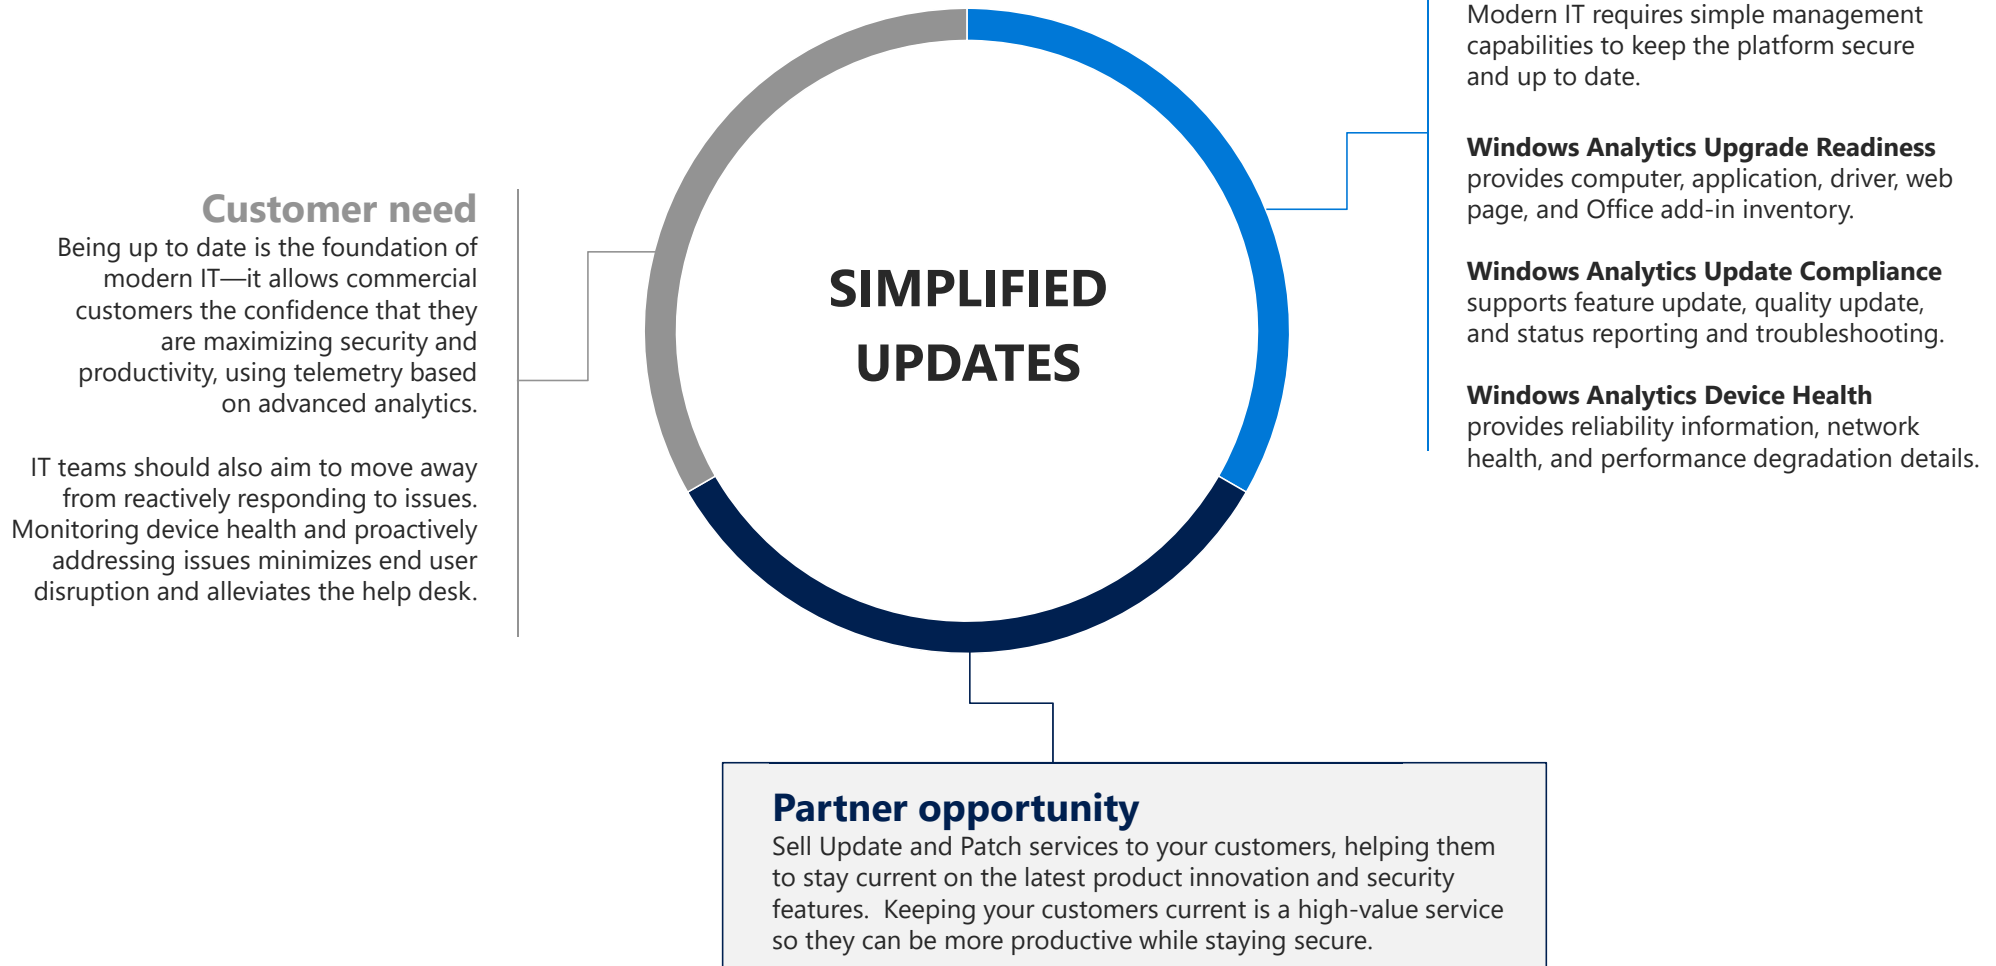 Customer need
Being up to date is the foundation of
modern IT—it allows commercial
customers the confidence that they
are maximizing security and
productivity, using telemetry based
on advanced analytics.
IT teams should also aim to move away
from reactively responding to issues.
Monitoring device health and proactively
addressing issues minimizes end user
disruption and alleviates the help desk.
SIMPLIFIED
UPDATES
Modern IT requires simple management
capabilities to keep the platform secure
and up to date.
Windows Analytics Upgrade Readiness
provides computer, application, driver, web
page, and Office add-in inventory.
Windows Analytics Update Compliance
supports feature update, quality update,
and status reporting and troubleshooting.
Windows Analytics Device Health
provides reliability information, network
health, and performance degradation details.
Partner opportunity
Sell Update and Patch services to your customers, helping them
to stay current on the latest product innovation and security
features.  Keeping your customers current is a high-value service
so they can be more productive while staying secure.